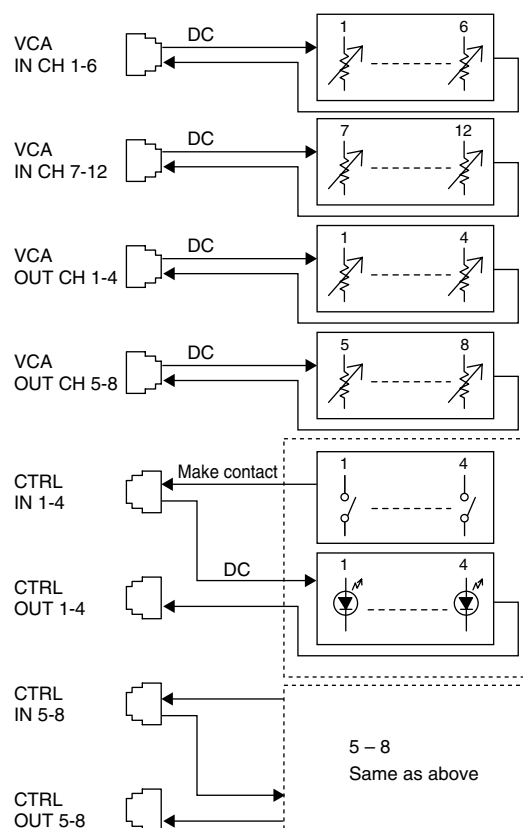 VCA
IN CH 1-6
DC
1 6
VCA
IN CH 7-12
DC
7 12
VCA
OUT CH 1-4
DC
1 4
VCA
OUT CH 5-8
DC
5 8
CTRL
IN 1-4
Make contact
1 4
CTRL
OUT 1-4
DC
1 4
CTRL
IN 5-8
5 – 8
Same as above
CTRL
OUT 5-8